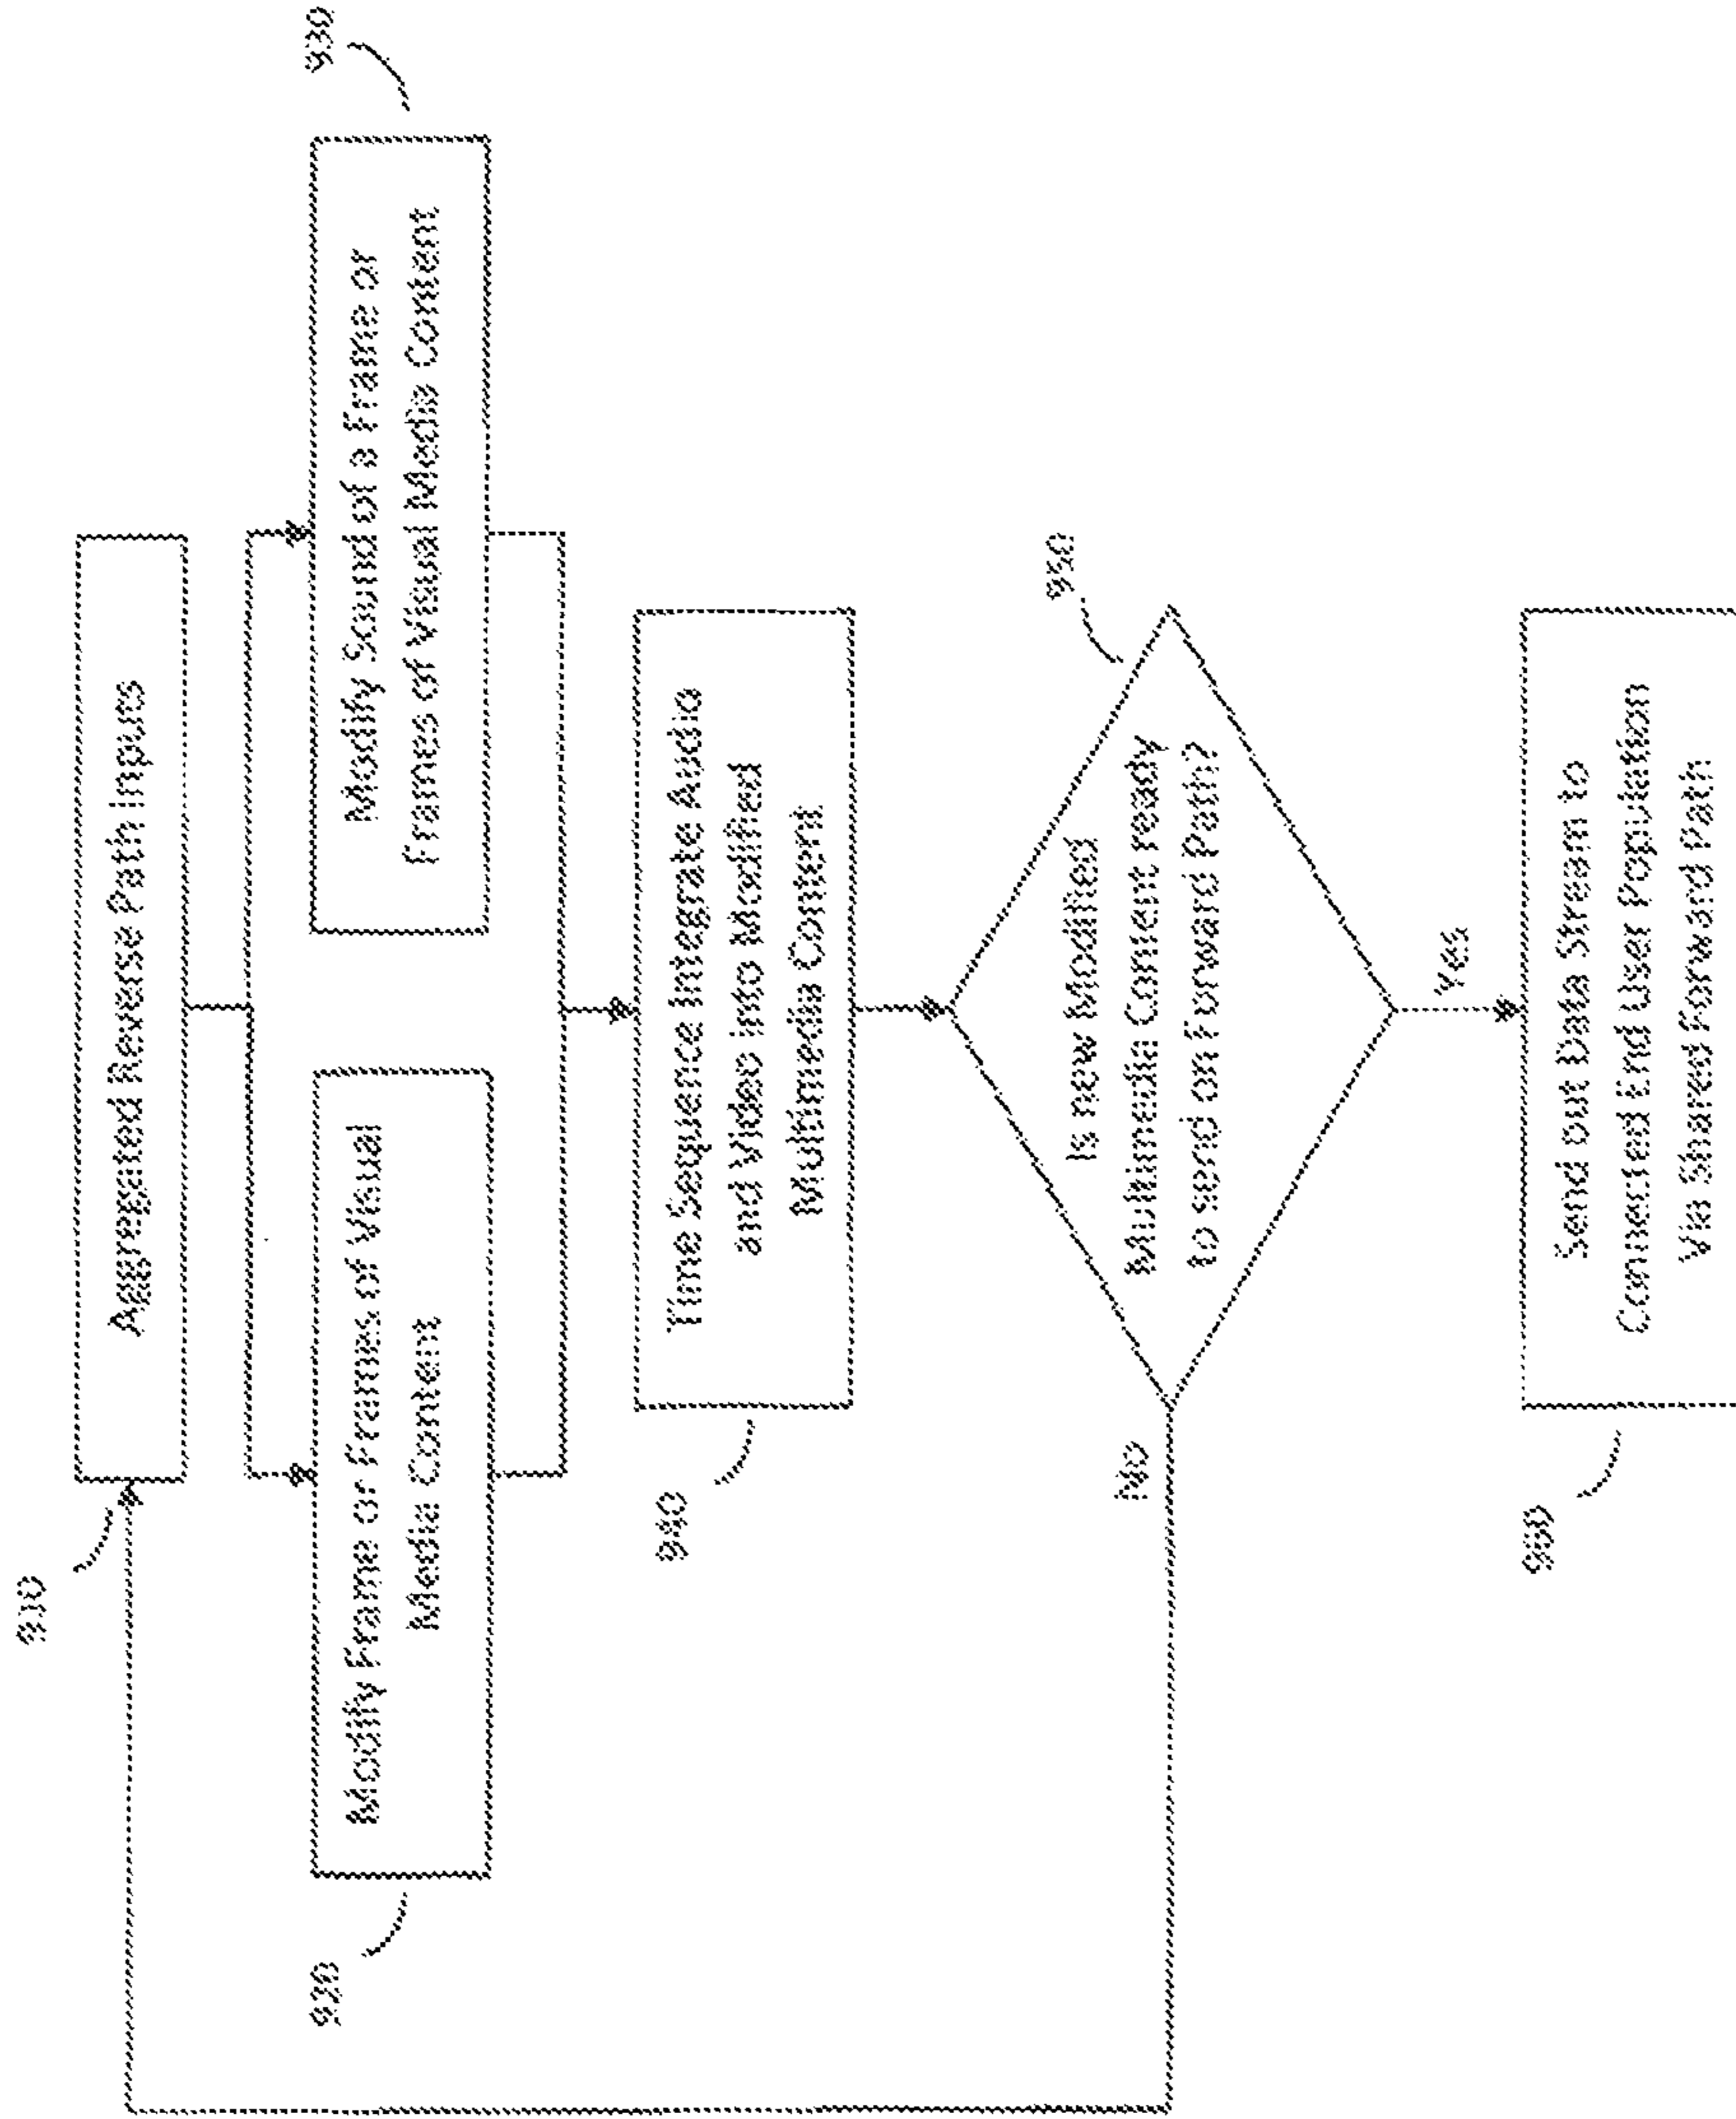 910
Aggregated Reverse Path Inputs
920
Modify Frame or Frames of Visual
Media Content
930
Modify Sound of a Frame or
Frames of Visual Media Content
940
Time Sequence Integrate Audio
and Video into Modified
Multimedia Content
950
Is new Modified
Multimedia Content ready
to send on Forward Path?
No
Yes
960
Send out Data Stream to
Connected End User Population
Via Shared Forward Path